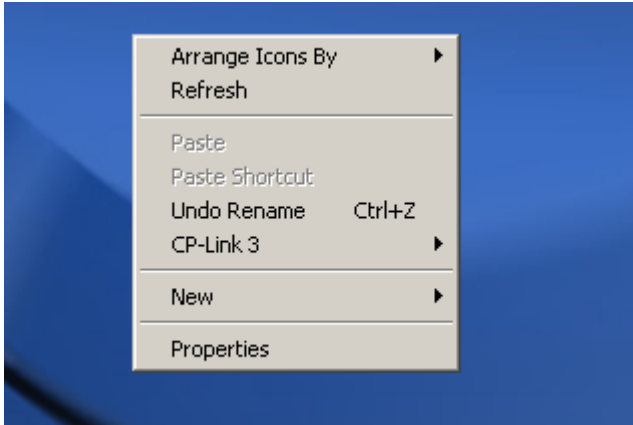 Arrange Icons By
Refresh
Paste
Paste Shortcut
Undo Rename Ctrl+Z
CP-Link 3
New
Properties